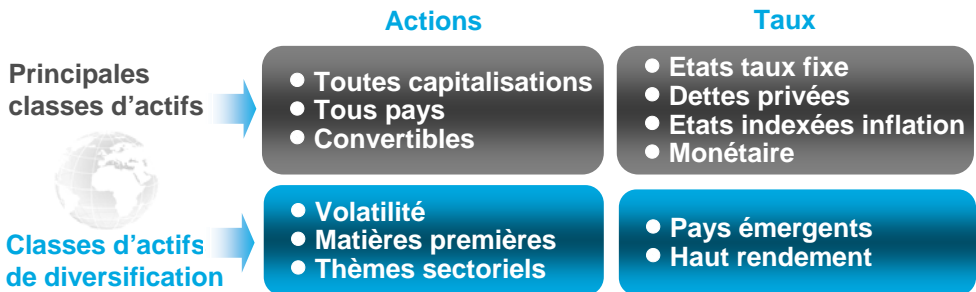 Actions
Taux
Principales
classes d'actifs
● Toutes capitalisations
● Tous pays
● Convertibles
● Etats taux fixe
● Dettes privées
● Etats indexées inflation
● Monétaire
Classes d'actifs
de diversification
● Volatilité
● Matières premières
● Thèmes sectoriels
● Pays émergents
● Haut rendement